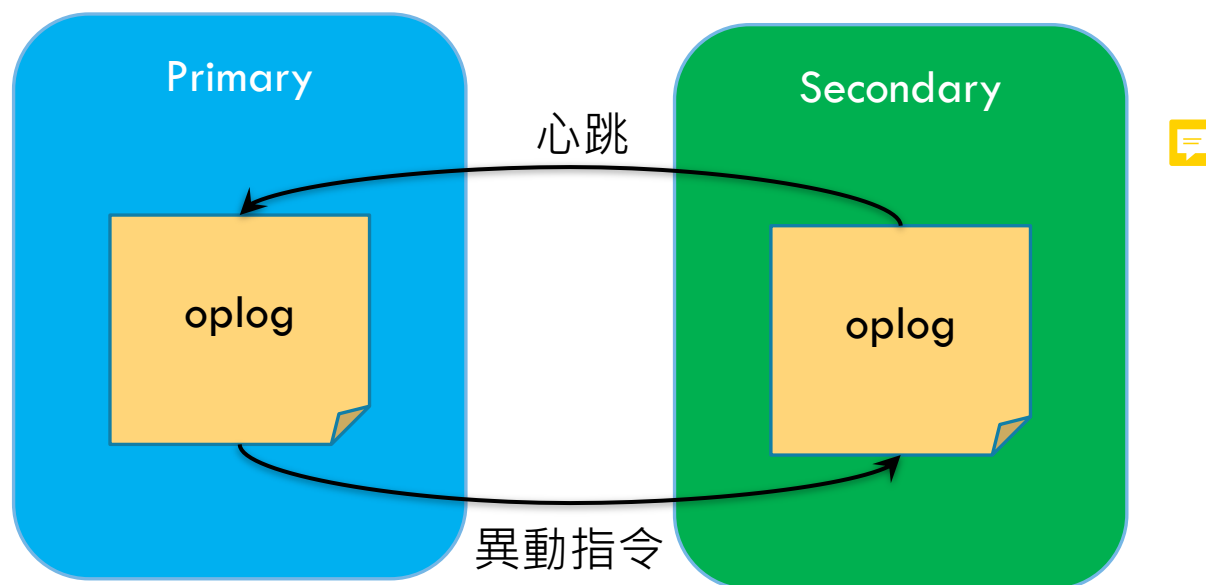 Primary
Secondary
心跳
oplog
oplog
異動指令